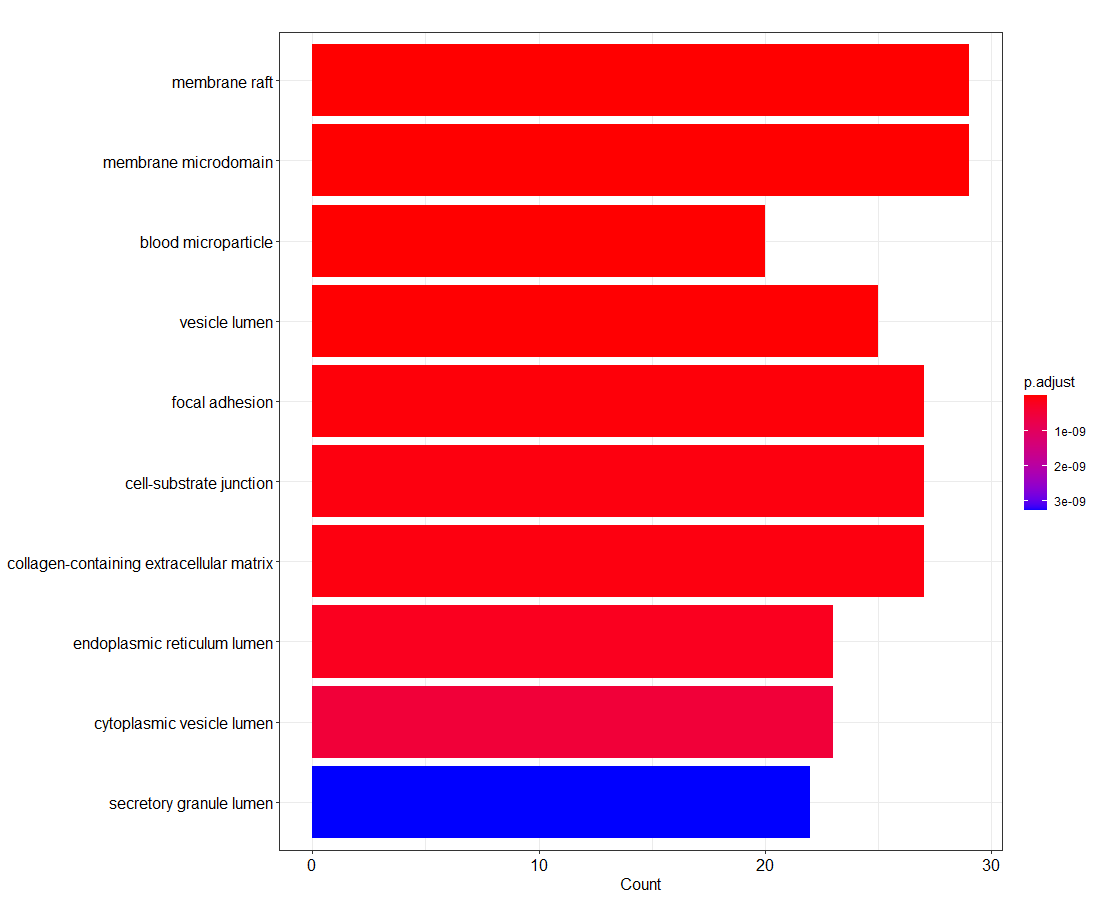 membrane raft
membrane microdomain
blood microparticle
vesicle lumen
focal adhesion
cell-substrate junction
collagen-containing extracellular matrix
endoplasmic reticulum lumen
cytoplasmic vesicle lumen
secretory granule lumen
0 10 20 30
Count
p.adjust
1e-09
2e-09
3e-09